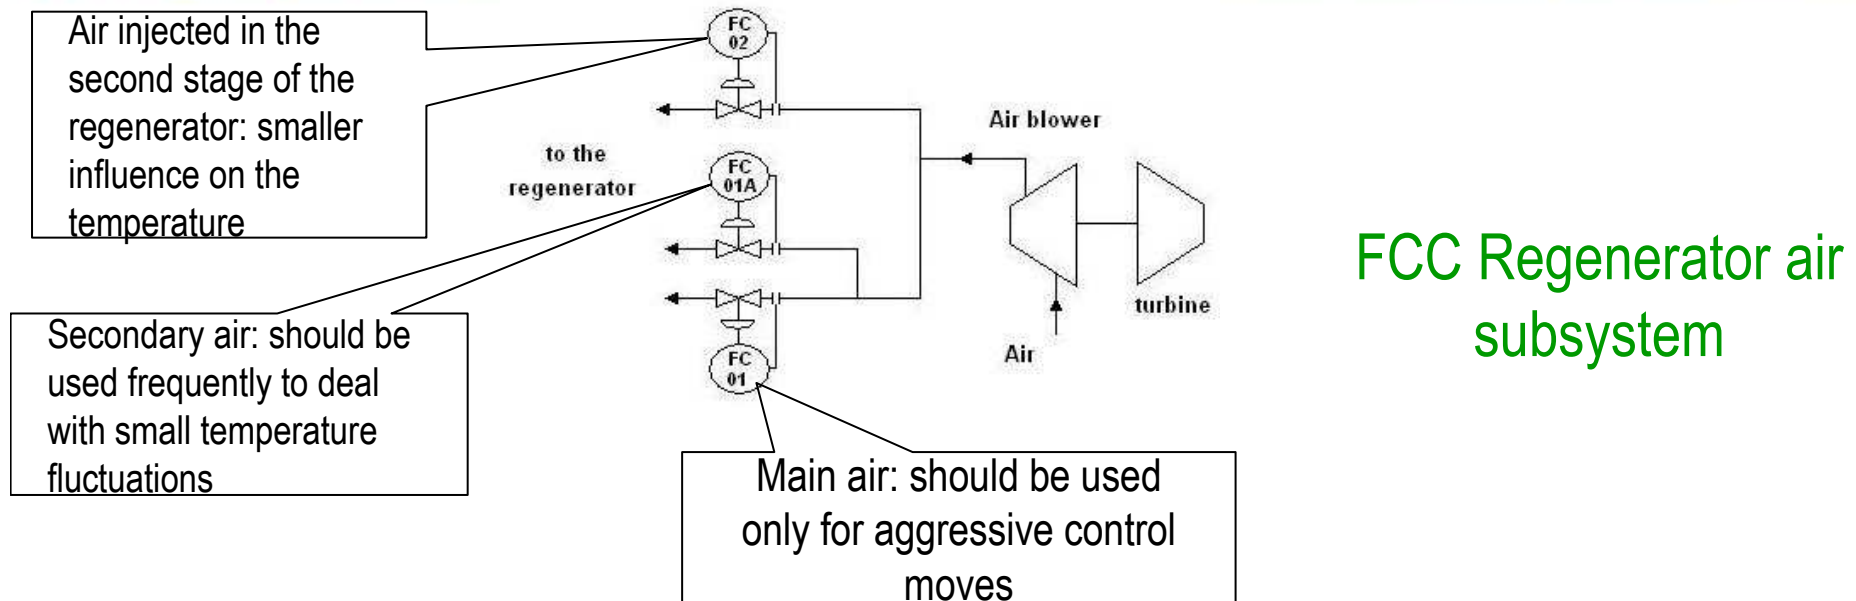 Air injected in the
second stage of the
regenerator: smaller
influence on the
temperature
FC
02
Air blower
to the
regenerator
FC
01A
turbine
Air
FC
01
Secondary air: should be
used frequently to deal
with small temperature
fluctuations
Main air: should be used
only for aggressive control
moves
FCC Regenerator air
subsystem